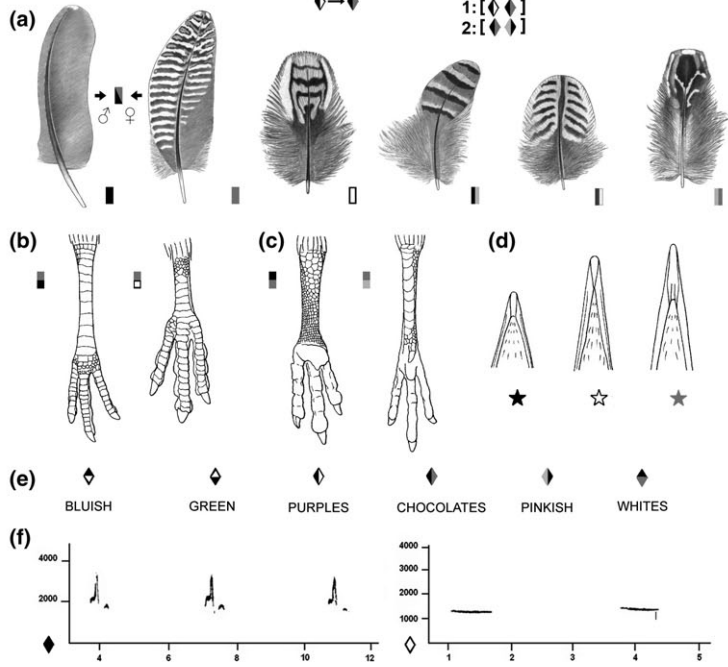 1: [ ]
2: [ ]
(a)
♂ ♀
(b)
(c)
(d)
(e)
BLUISH GREEN PURPLES CHOCOLATES PINKISH WHITES
(f)
4000
2000
4 6 8 10 12
4000
3000
2000
1000
1 2 3 4 5